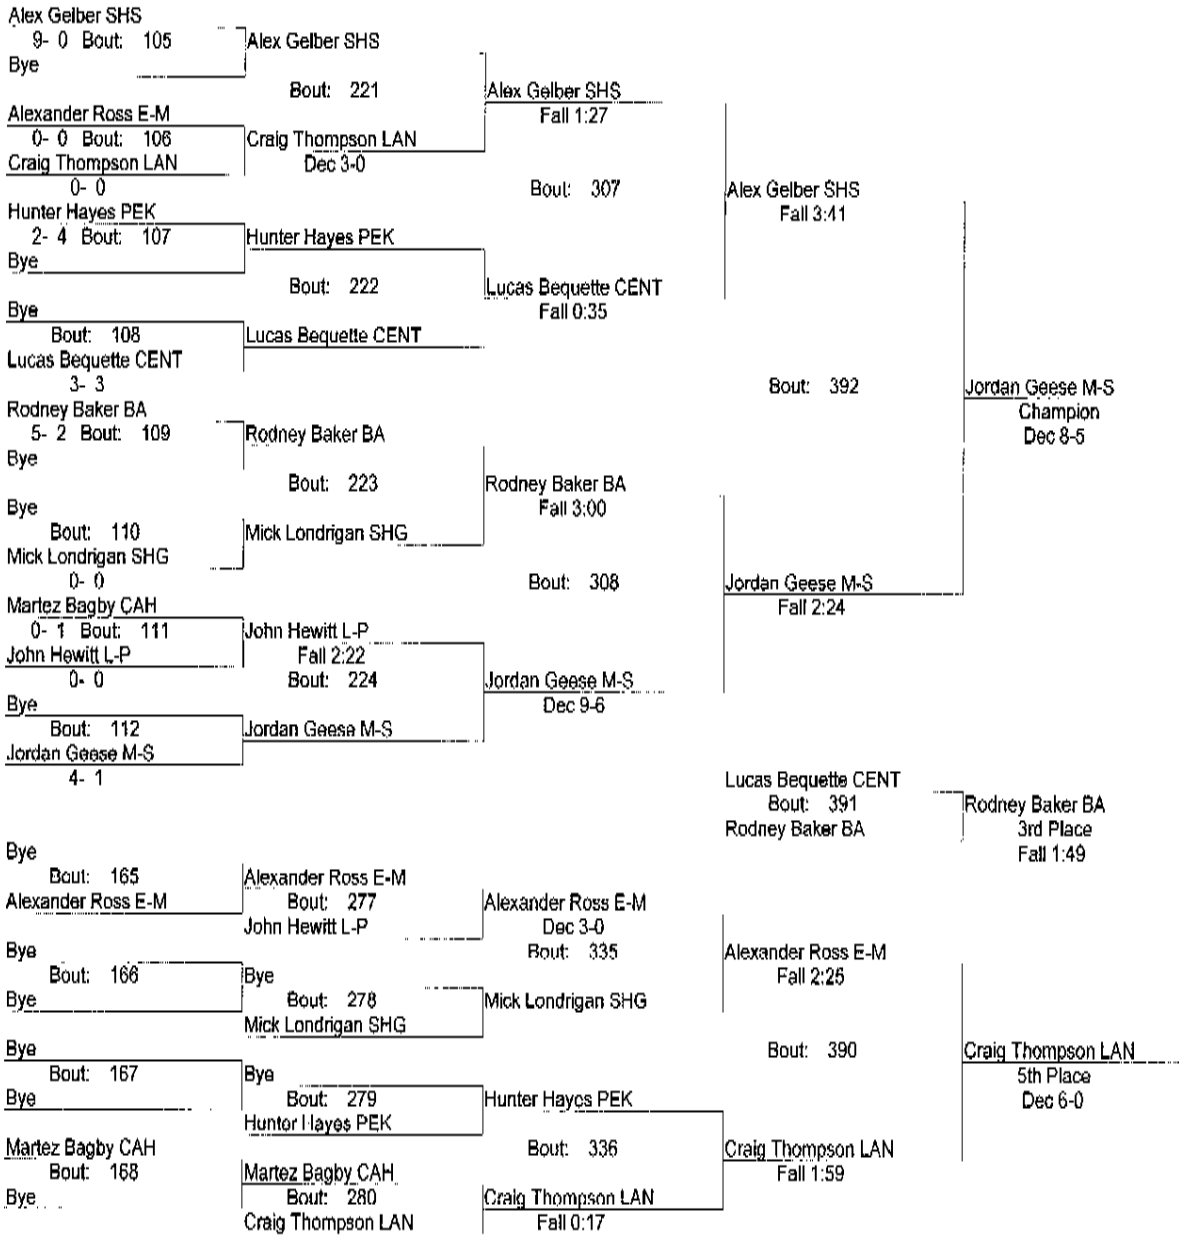 Alex Gelber SHS
9- 0 Bout: 105
Bye
Alex Gelber SHS
Bout: 221
Alexander Ross E-M
0- 0 Bout: 106
Craig Thompson LAN
0- 0
Craig Thompson LAN
Dec 3-0
Alex Gelber SHS
Fall 1:27
Bout: 307
Hunter Hayes PEK
2- 4 Bout: 107
Bye
Hunter Hayes PEK
Bout: 222
Bye
Bout: 108
Lucas Bequette CENT
3- 3
Lucas Bequette CENT
Lucas Bequette CENT
Fall 0:35
Alex Gelber SHS
Fall 3:41
Bout: 392
Rodney Baker BA
5- 2 Bout: 109
Bye
Rodney Baker BA
Bout: 223
Bye
Bout: 110
Mick Londrigan SHG
0- 0
Mick Londrigan SHG
Rodney Baker BA
Fall 3:00
Bout: 308
Martez Bagby CAH
0- 1 Bout: 111
John Hewitt L-P
0- 0
John Hewitt L-P
Fall 2:22
Bout: 224
Bye
Bout: 112
Jordan Geese M-S
4- 1
Jordan Geese M-S
Jordan Geese M-S
Dec 9-6
Jordan Geese M-S
Fall 2:24
Jordan Geese M-S
Champion
Dec 8-5
Lucas Bequette CENT
Bout: 391
Rodney Baker BA
Rodney Baker BA
3rd Place
Fall 1:49
Bye
Bout: 165
Alexander Ross E-M
Alexander Ross E-M
Bout: 277
John Hewitt L-P
Alexander Ross E-M
Dec 3-0
Bout: 335
Bye
Bout: 166
Bye
Bye
Bout: 278
Mick Londrigan SHG
Mick Londrigan SHG
Alexander Ross E-M
Fall 2:25
Bout: 390
Bye
Bout: 167
Bye
Bye
Bout: 279
Hunter Hayes PEK
Hunter Hayes PEK
Bout: 336
Martez Bagby CAH
Bout: 168
Bye
Martez Bagby CAH
Bout: 280
Craig Thompson LAN
Craig Thompson LAN
Fall 0:17
Craig Thompson LAN
Fall 1:59
Craig Thompson LAN
5th Place
Dec 6-0